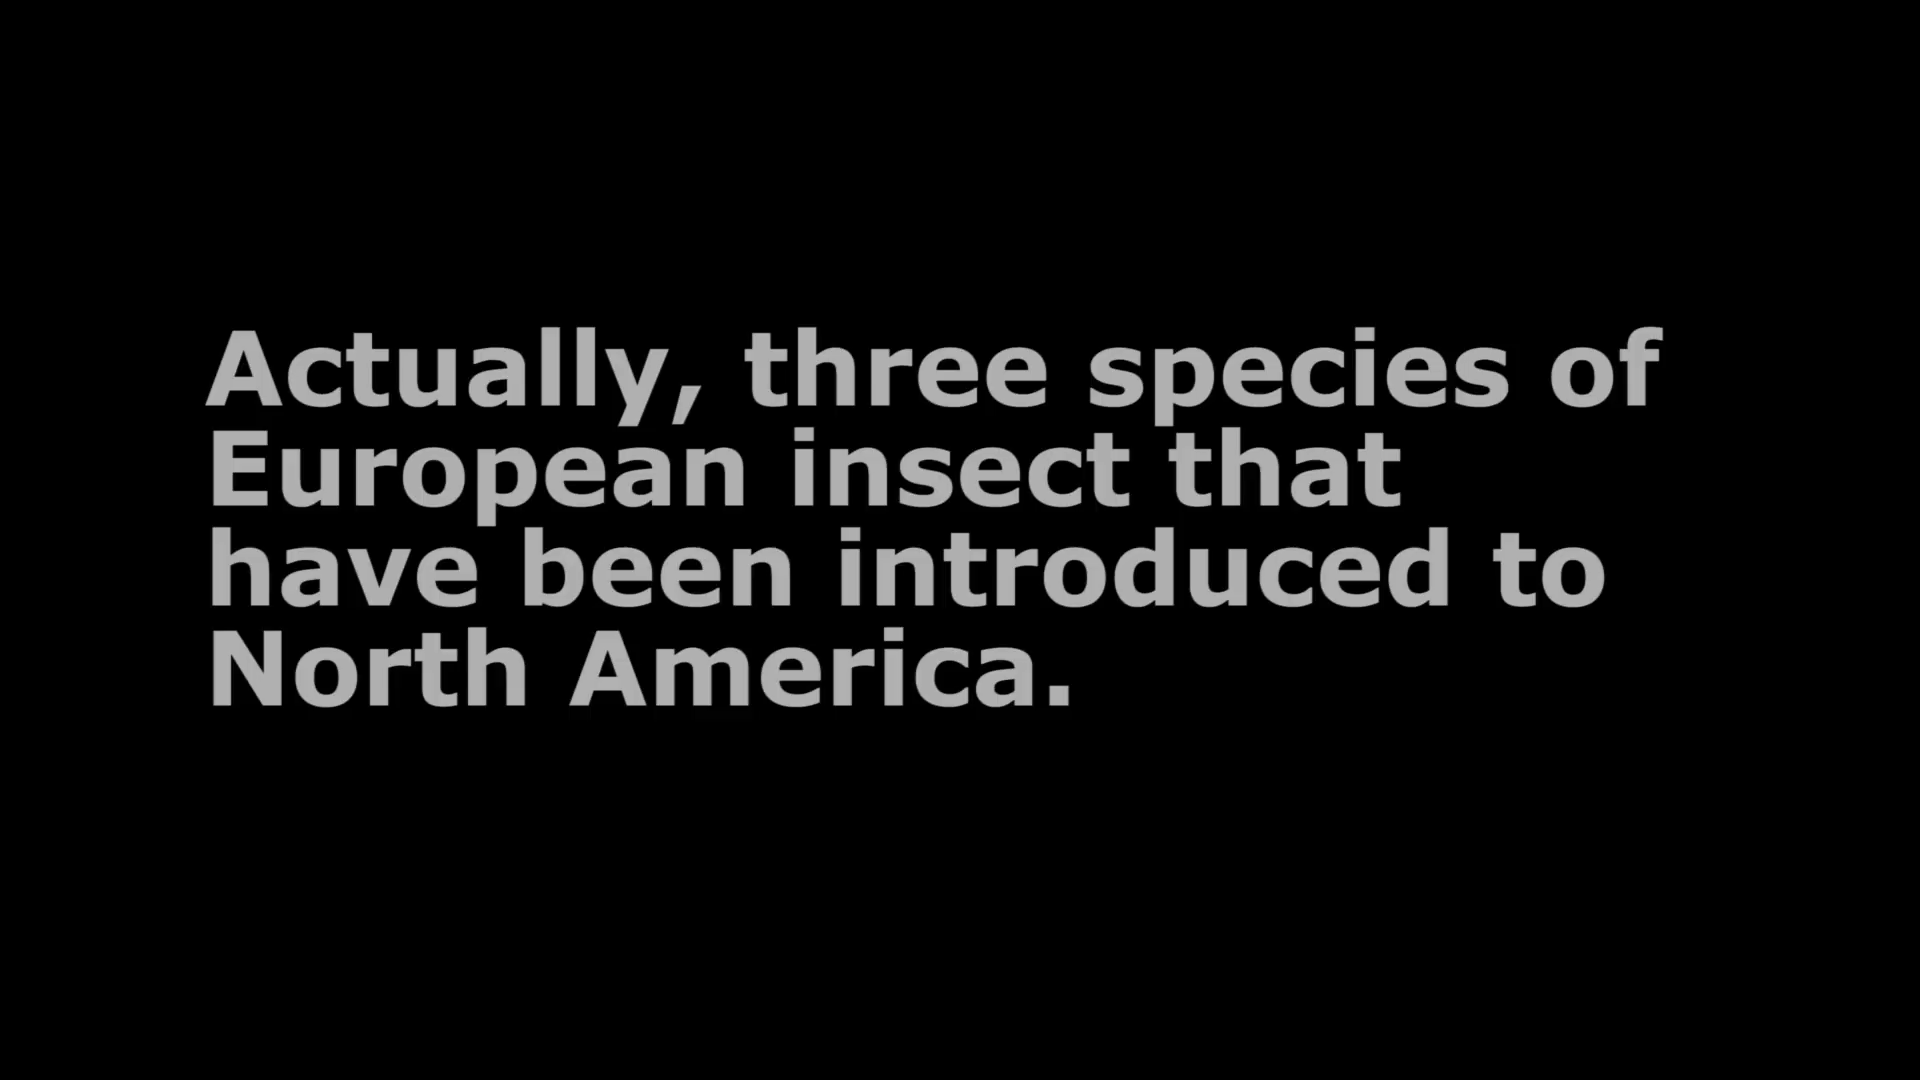 Actually, three species of
European insect that
have been introduced to
North America.